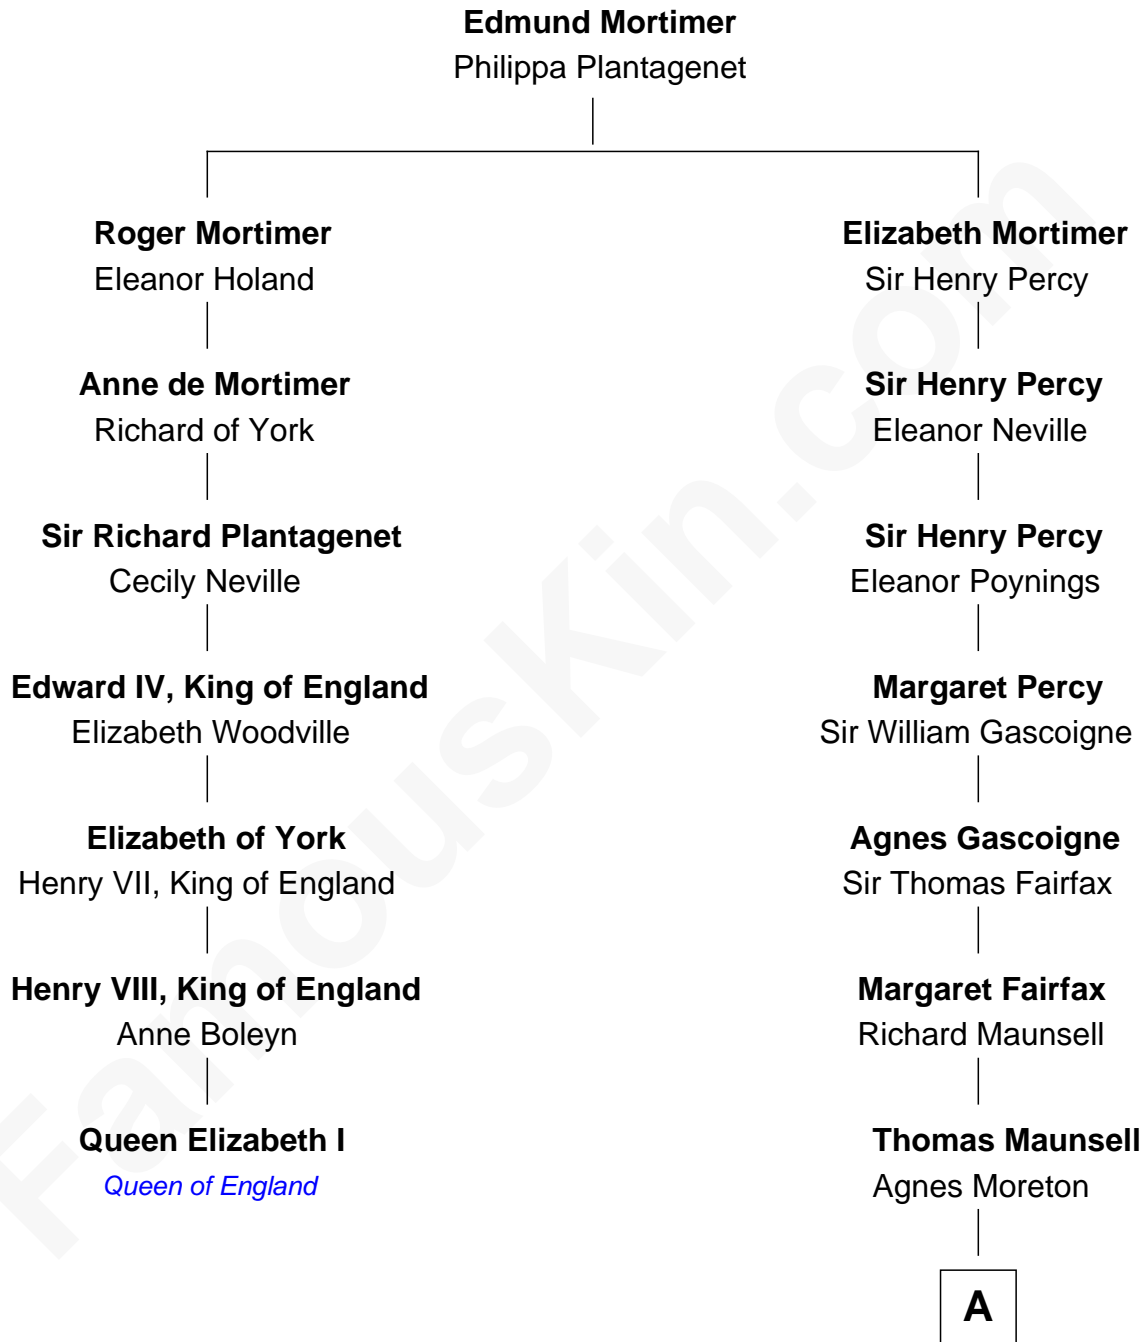 Edmund Mortimer
Philippa Plantagenet
Roger Mortimer
Eleanor Holand
Anne de Mortimer
Richard of York
Sir Richard Plantagenet
Cecily Neville
Edward IV, King of England
Elizabeth Woodville
Elizabeth of York
Henry VII, King of England
Henry VIII, King of England
Anne Boleyn
Queen Elizabeth I
Queen of England
Elizabeth Mortimer
Sir Henry Percy
Sir Henry Percy
Eleanor Neville
Sir Henry Percy
Eleanor Poynings
Margaret Percy
Sir William Gascoigne
Agnes Gascoigne
Sir Thomas Fairfax
Margaret Fairfax
Richard Maunsell
Thomas Maunsell
Agnes Moreton
A
FamousKin.com